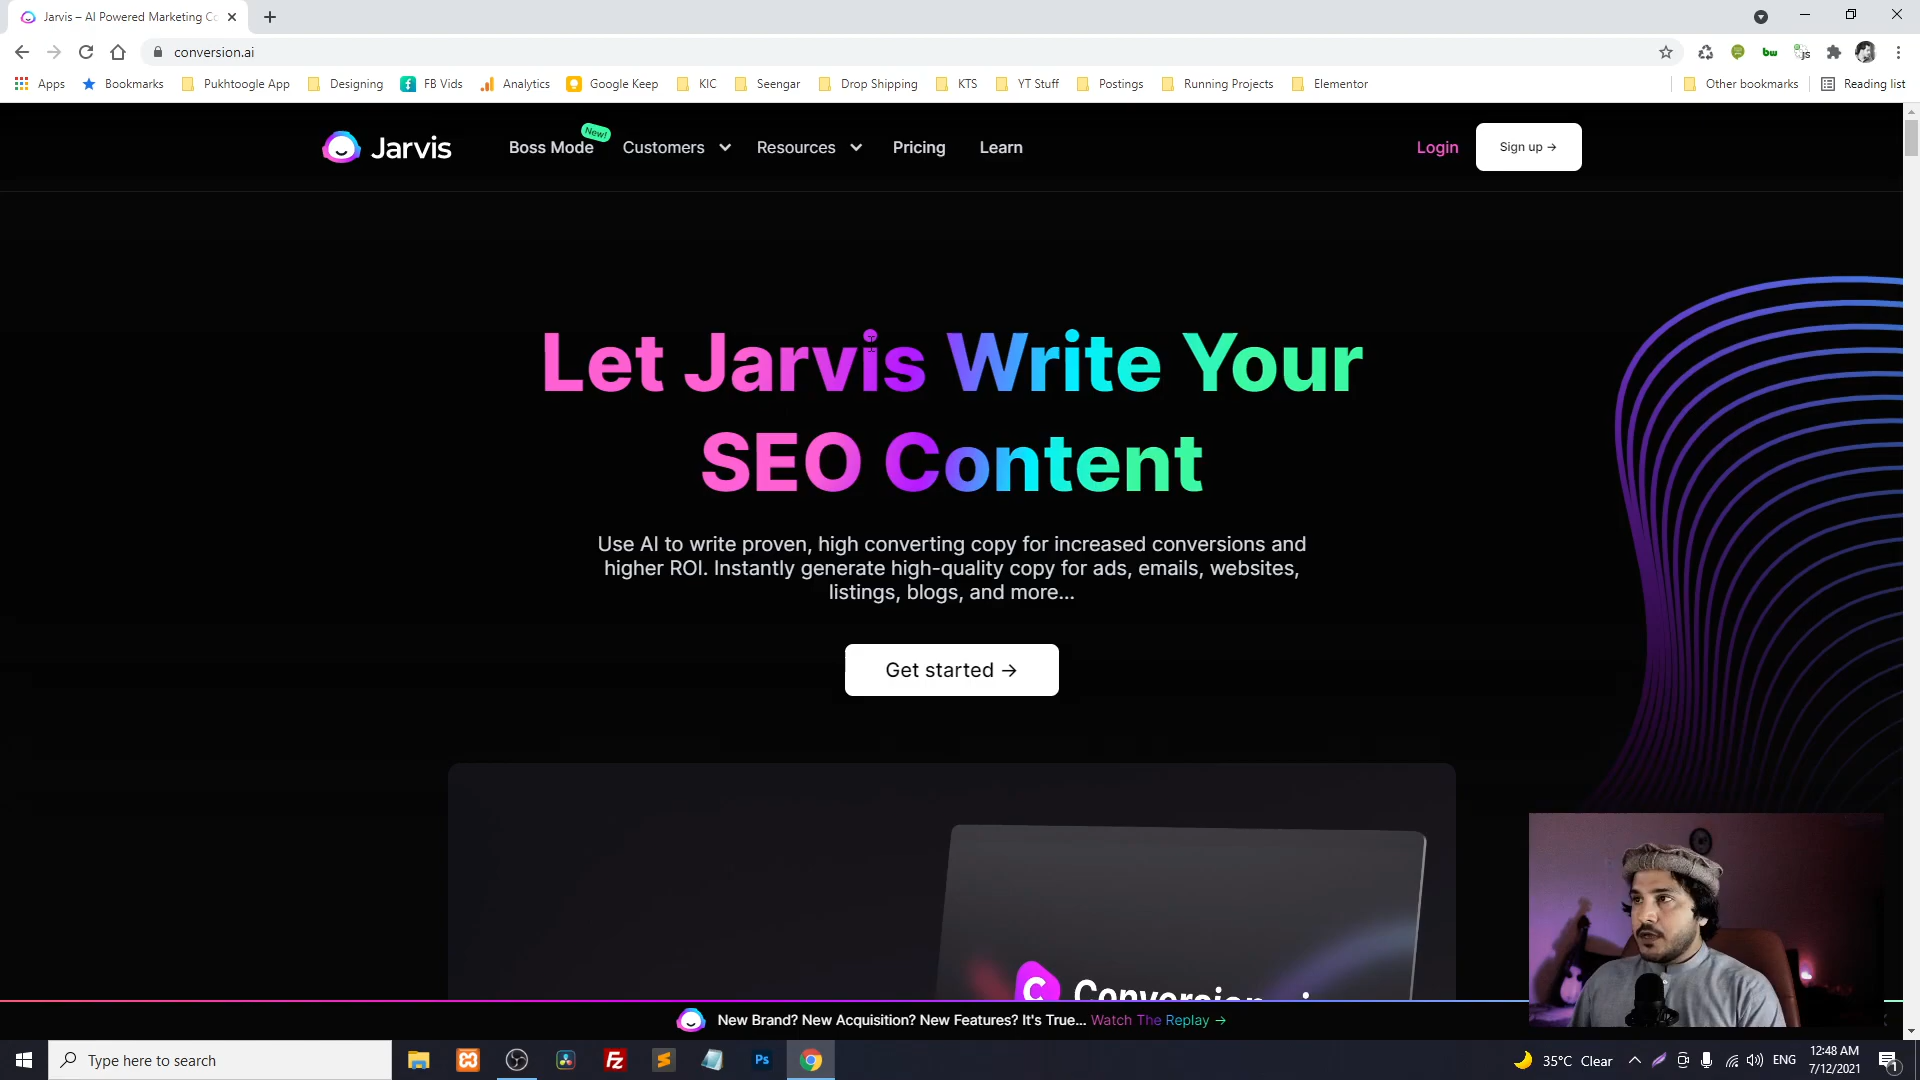 Jarvis – AI Powered Marketing Co
conversion.ai
Apps Bookmarks Pukhtoogle App Designing FB Vids Analytics Google Keep KIC Seengar Drop Shipping KTS YT Stuff Postings Running Projects Elementor Other bookmarks Reading list
Jarvis Boss Mode New! Customers Resources Pricing Learn Login Sign up →
Let Jarvis Write Your
SEO Content
Use AI to write proven, high converting copy for increased conversions and
higher ROI. Instantly generate high-quality copy for ads, emails, websites,
listings, blogs, and more...
Get started →
C Conversion.ai
New Brand? New Acquisition? New Features? It's True... Watch The Replay →
Type here to search
35°C Clear
ENG
12:48 AM
7/12/2021
1